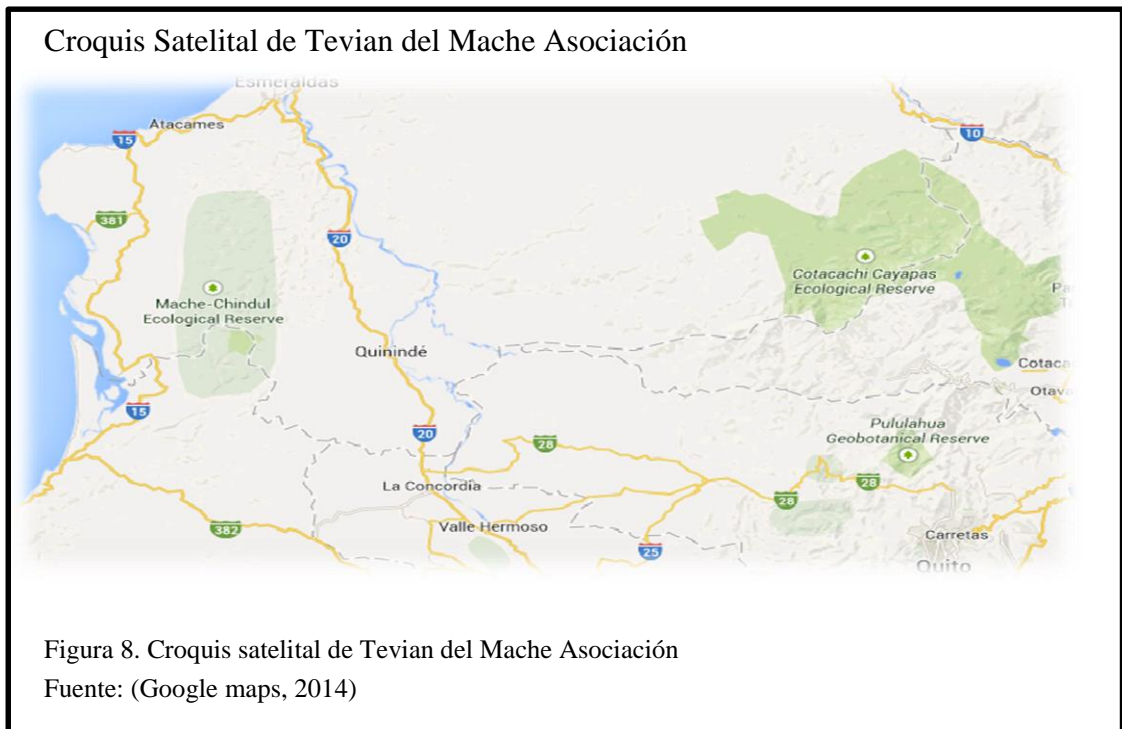 Croquis Satelital de Tevian del Mache Asociación
Esmeraldas
Atacames
15
10
381
20
Cotacachi Cayapas
Ecological Reserve
Mache-Chindul
Ecological Reserve
Quinindé
Cotaca
Otava
15
Pululahua
Geobotanical Reserve
20
28
La Concordia
28
28
382
Valle Hermoso
25
Carretas
Quito
Figura 8. Croquis satelital de Tevian del Mache Asociación
Fuente: (Google maps, 2014)